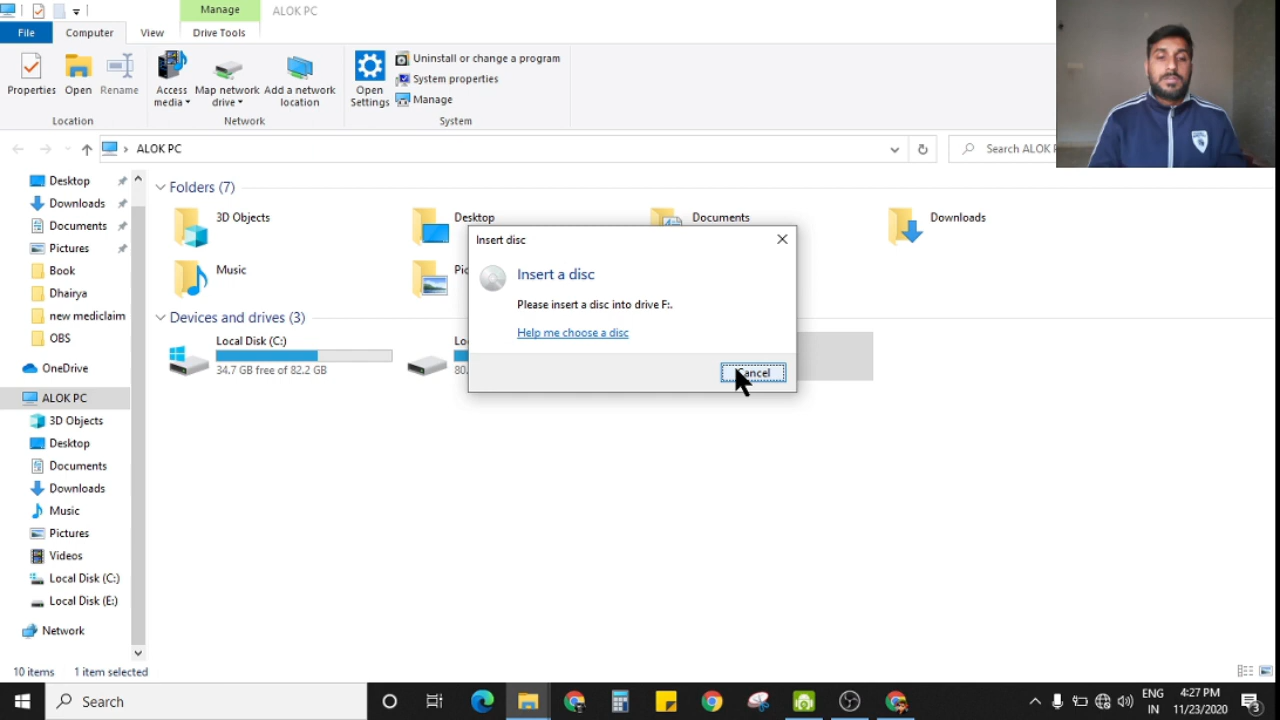 Manage
ALOK PC
File
Computer
View
Drive Tools
Properties
Open
Rename
Access media
Map network drive
Add a network location
Open Settings
Uninstall or change a program
System properties
Manage
Location
Network
System
ALOK PC
Search ALOK
Desktop
Downloads
Documents
Pictures
Book
Dhairya
new mediclaim
OBS
OneDrive
ALOK PC
3D Objects
Desktop
Documents
Downloads
Music
Pictures
Videos
Local Disk (C:)
Local Disk (E:)
Network
Folders (7)
3D Objects
Desktop
Documents
Downloads
Music
Devices and drives (3)
Local Disk (C:)
34.7 GB free of 82.2 GB
Insert disc
Insert a disc
Please insert a disc into drive F:.
Help me choose a disc
Cancel
10 items
1 item selected
Search
ENG
IN
4:27 PM
11/23/2020
3